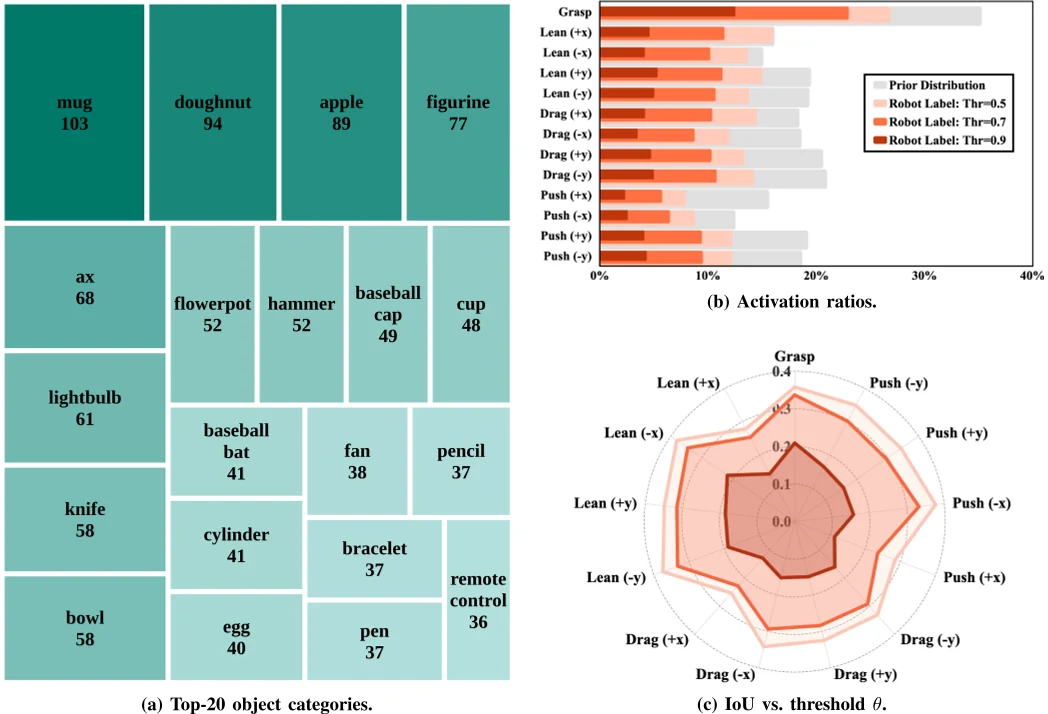 mug
103
doughnut
94
apple
89
figurine
77
ax
68
lightbulb
61
knife
58
bowl
58
flowerpot
52
hammer
52
baseball
cap
49
cup
48
baseball
bat
41
cylinder
41
egg
40
fan
38
pencil
37
bracelet
37
pen
37
remote
control
36
(a) Top-20 object categories.
Grasp
Lean (+x)
Lean (-x)
Lean (+y)
Lean (-y)
Drag (+x)
Drag (-x)
Drag (+y)
Drag (-y)
Push (+x)
Push (-x)
Push (+y)
Push (-y)
0%
10%
20%
30%
40%
Prior Distribution
Robot Label: Thr=0.5
Robot Label: Thr=0.7
Robot Label: Thr=0.9
(b) Activation ratios.
Grasp
Lean (+x)
Push (-y)
Lean (-x)
Push (+y)
Lean (+y)
Push (-x)
Lean (-y)
Push (+x)
Drag (+x)
Drag (-y)
Drag (-x)
Drag (+y)
0.4
0.3
0.2
0.1
0.0
(c) IoU vs. threshold θ.